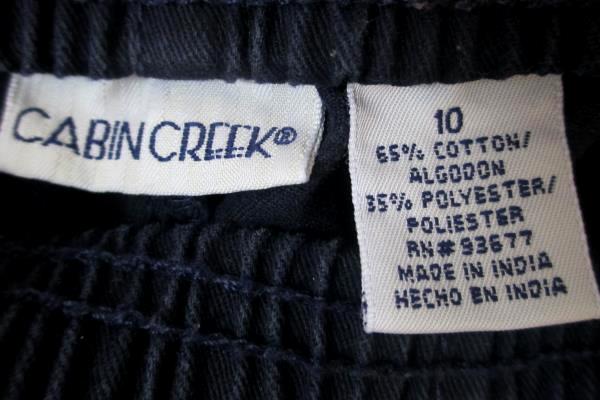 CABIN CREEK®
10
65% COTTON/
ALGODON
35% POLYESTER/
POLIESTER
RN#93677
MADE IN INDIA
HECHO EN INDIA